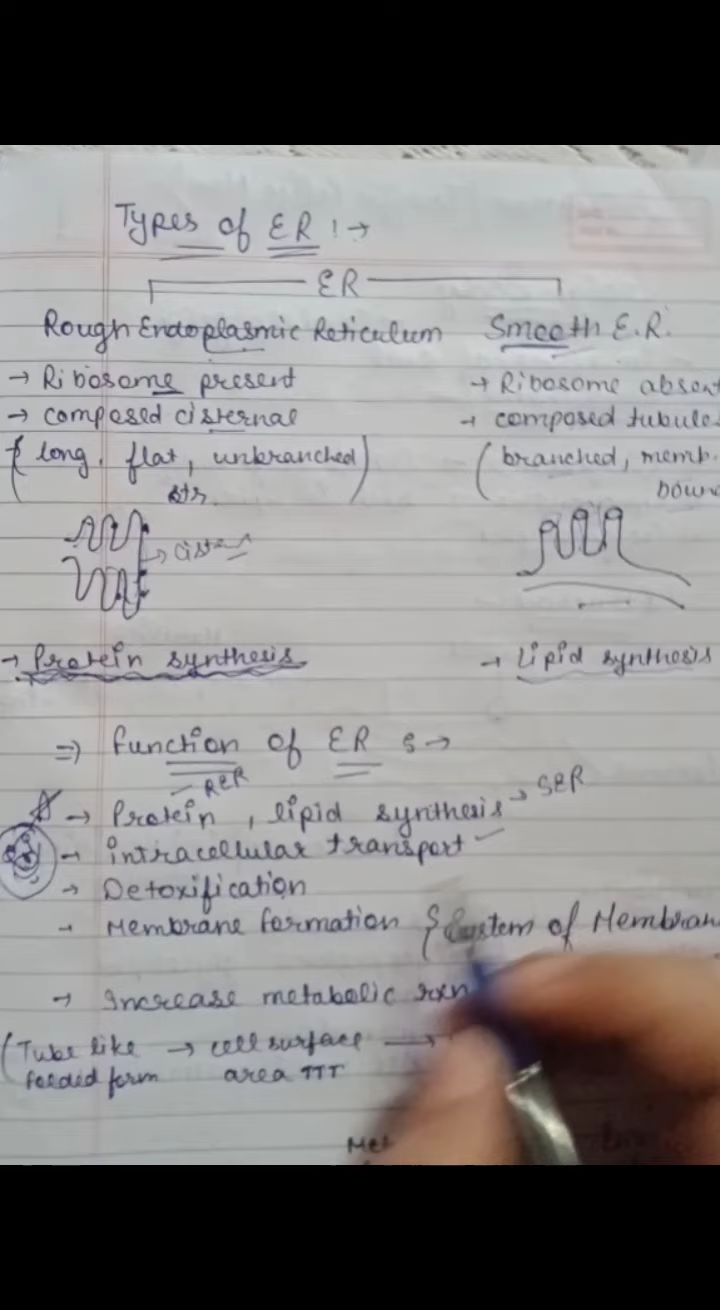 Types of ER :→
ER
Rough Endoplasmic Reticulum Smooth E.R.
→ Ribosome present → Ribosome absent
→ composed cisternal → composed tubule
( long, flat, unbranched ) ( branched, memb.
str boun
→ Protein synthesis → Lipid synthesis
⇒ function of ER :→
RER
→ Protein, lipid synthesis → SER
→ intracellular transport
→ Detoxification
→ Membrane formation { System of Membran
→ Increase metabolic rxn
( Tube like → cell surface →
folded form area ↑↑↑